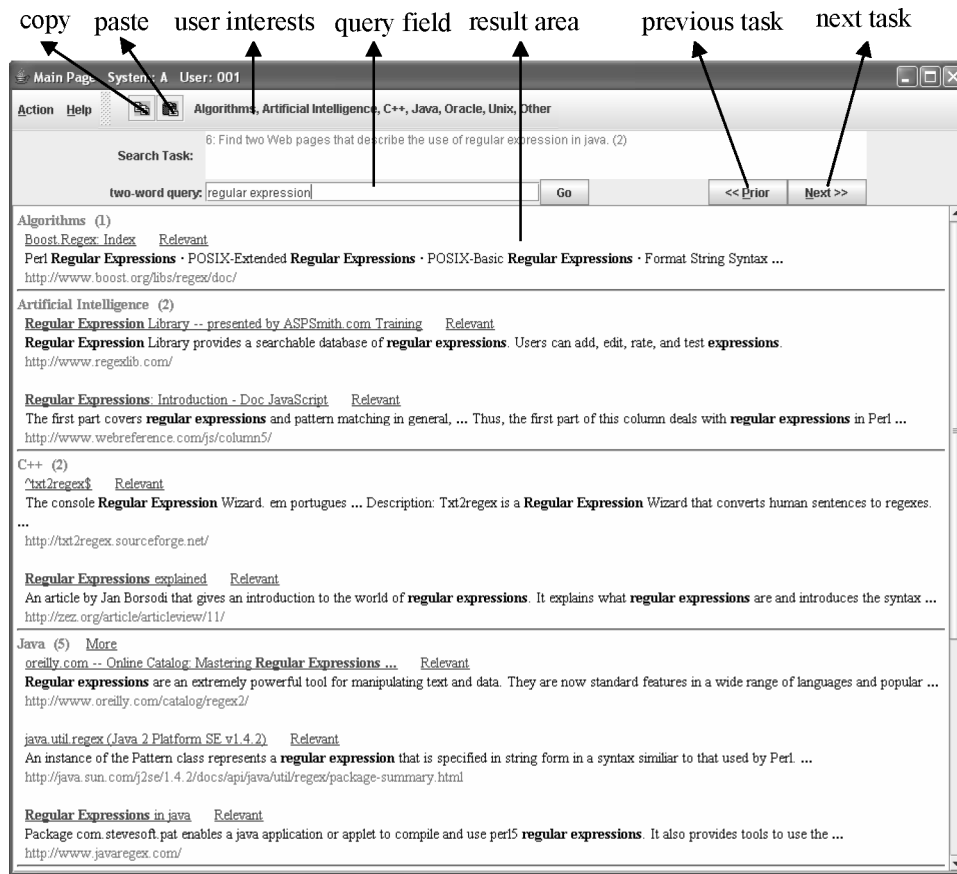 copy paste user interests query field result area previous task next task
Main Page System: A User: 001
Action Help Algorithms, Artificial Intelligence, C++, Java, Oracle, Unix, Other
Search Task: 6: Find two Web pages that describe the use of regular expression in java. (2)
two-word query: regular expression Go << Prior Next >>
Algorithms (1)
Boost.Regex: Index Relevant
Perl Regular Expressions · POSIX-Extended Regular Expressions · POSIX-Basic Regular Expressions · Format String Syntax ...
http://www.boost.org/libs/regex/doc/
Artificial Intelligence (2)
Regular Expression Library -- presented by ASPSmith.com Training Relevant
Regular Expression Library provides a searchable database of regular expressions. Users can add, edit, rate, and test expressions.
http://www.regexlib.com/
Regular Expressions: Introduction - Doc JavaScript Relevant
The first part covers regular expressions and pattern matching in general, ... Thus, the first part of this column deals with regular expressions in Perl ...
http://www.webreference.com/js/column5/
C++ (2)
^txt2regex$ Relevant
The console Regular Expression Wizard. em portugues ... Description: Txt2regex is a Regular Expression Wizard that converts human sentences to regexes.
...
http://txt2regex.sourceforge.net/
Regular Expressions explained Relevant
An article by Jan Borsodi that gives an introduction to the world of regular expressions. It explains what regular expressions are and introduces the syntax ...
http://zez.org/article/articleview/11/
Java (5) More
oreilly.com -- Online Catalog: Mastering Regular Expressions ... Relevant
Regular expressions are an extremely powerful tool for manipulating text and data. They are now standard features in a wide range of languages and popular ...
http://www.oreilly.com/catalog/regex2/
java.util.regex (Java 2 Platform SE v1.4.2) Relevant
An instance of the Pattern class represents a regular expression that is specified in string form in a syntax similiar to that used by Perl. ...
http://java.sun.com/j2se/1.4.2/docs/api/java/util/regex/package-summary.html
Regular Expressions in java Relevant
Package com.stevesoft.pat enables a java application or applet to compile and use perl5 regular expressions. It also provides tools to use the ...
http://www.javaregex.com/